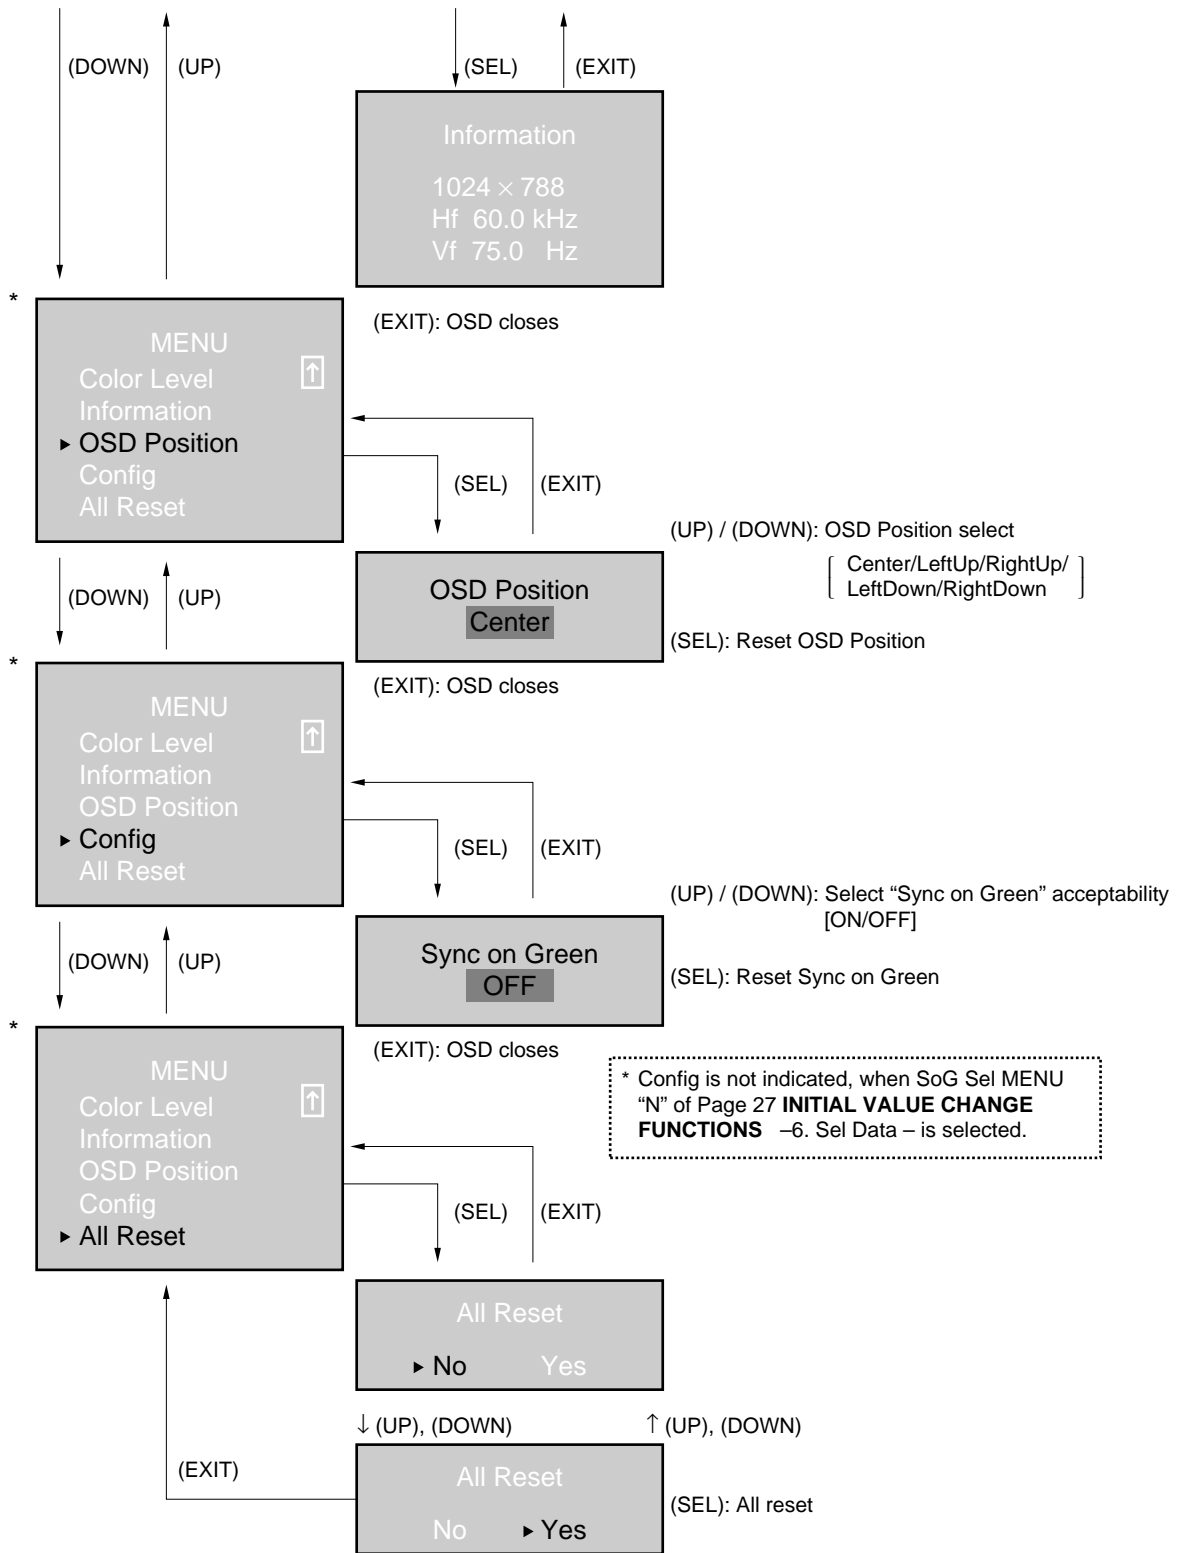 (DOWN) (UP) (SEL) (EXIT)
Information
1024 × 788
Hf 60.0 kHz
Vf 75.0 Hz
(EXIT): OSD closes
*
MENU
Color Level ↑
Information
▶ OSD Position
Config
All Reset
(SEL) (EXIT)
(UP) / (DOWN): OSD Position select
[ Center/LeftUp/RightUp/
LeftDown/RightDown ]
OSD Position
Center
(SEL): Reset OSD Position
(EXIT): OSD closes
(DOWN) (UP)
*
MENU
Color Level ↑
Information
OSD Position
▶ Config
All Reset
(SEL) (EXIT)
(UP) / (DOWN): Select “Sync on Green” acceptability
[ON/OFF]
Sync on Green
OFF
(SEL): Reset Sync on Green
(EXIT): OSD closes
(DOWN) (UP)
*
MENU
Color Level ↑
Information
OSD Position
Config
▶ All Reset
* Config is not indicated, when SoG Sel MENU
“N” of Page 27 INITIAL VALUE CHANGE
FUNCTIONS –6. Sel Data – is selected.
(SEL) (EXIT)
All Reset
▶ No Yes
↓ (UP), (DOWN) ↑ (UP), (DOWN)
(EXIT)
All Reset
No ▶ Yes
(SEL): All reset